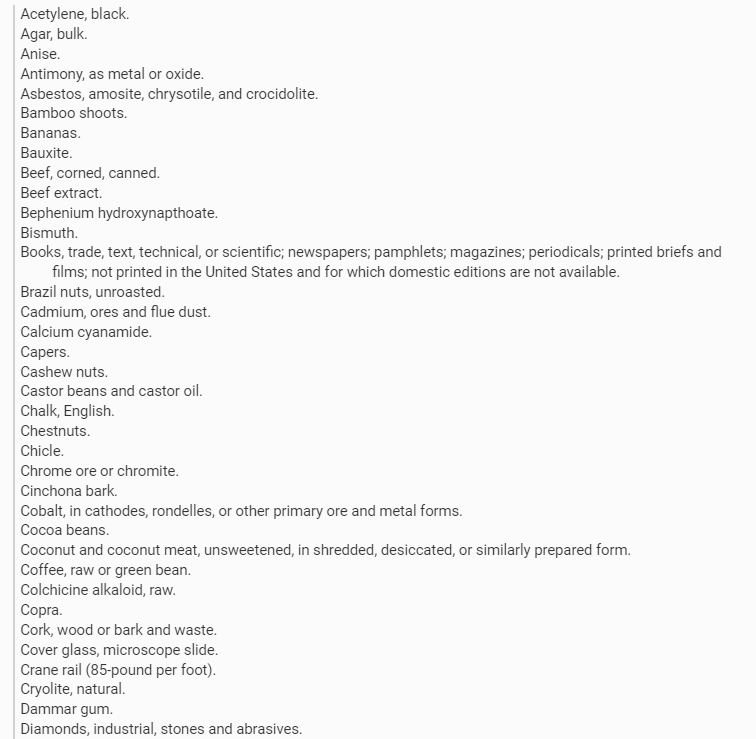 Acetylene, black.
Agar, bulk.
Anise.
Antimony, as metal or oxide.
Asbestos, amosite, chrysotile, and crocidolite.
Bamboo shoots.
Bananas.
Bauxite.
Beef, corned, canned.
Beef extract.
Bephenium hydroxynapthoate.
Bismuth.
Books, trade, text, technical, or scientific; newspapers; pamphlets; magazines; periodicals; printed briefs and
films; not printed in the United States and for which domestic editions are not available.
Brazil nuts, unroasted.
Cadmium, ores and flue dust.
Calcium cyanamide.
Capers.
Cashew nuts.
Castor beans and castor oil.
Chalk, English.
Chestnuts.
Chicle.
Chrome ore or chromite.
Cinchona bark.
Cobalt, in cathodes, rondelles, or other primary ore and metal forms.
Cocoa beans.
Coconut and coconut meat, unsweetened, in shredded, desiccated, or similarly prepared form.
Coffee, raw or green bean.
Colchicine alkaloid, raw.
Copra.
Cork, wood or bark and waste.
Cover glass, microscope slide.
Crane rail (85-pound per foot).
Cryolite, natural.
Dammar gum.
Diamonds, industrial, stones and abrasives.